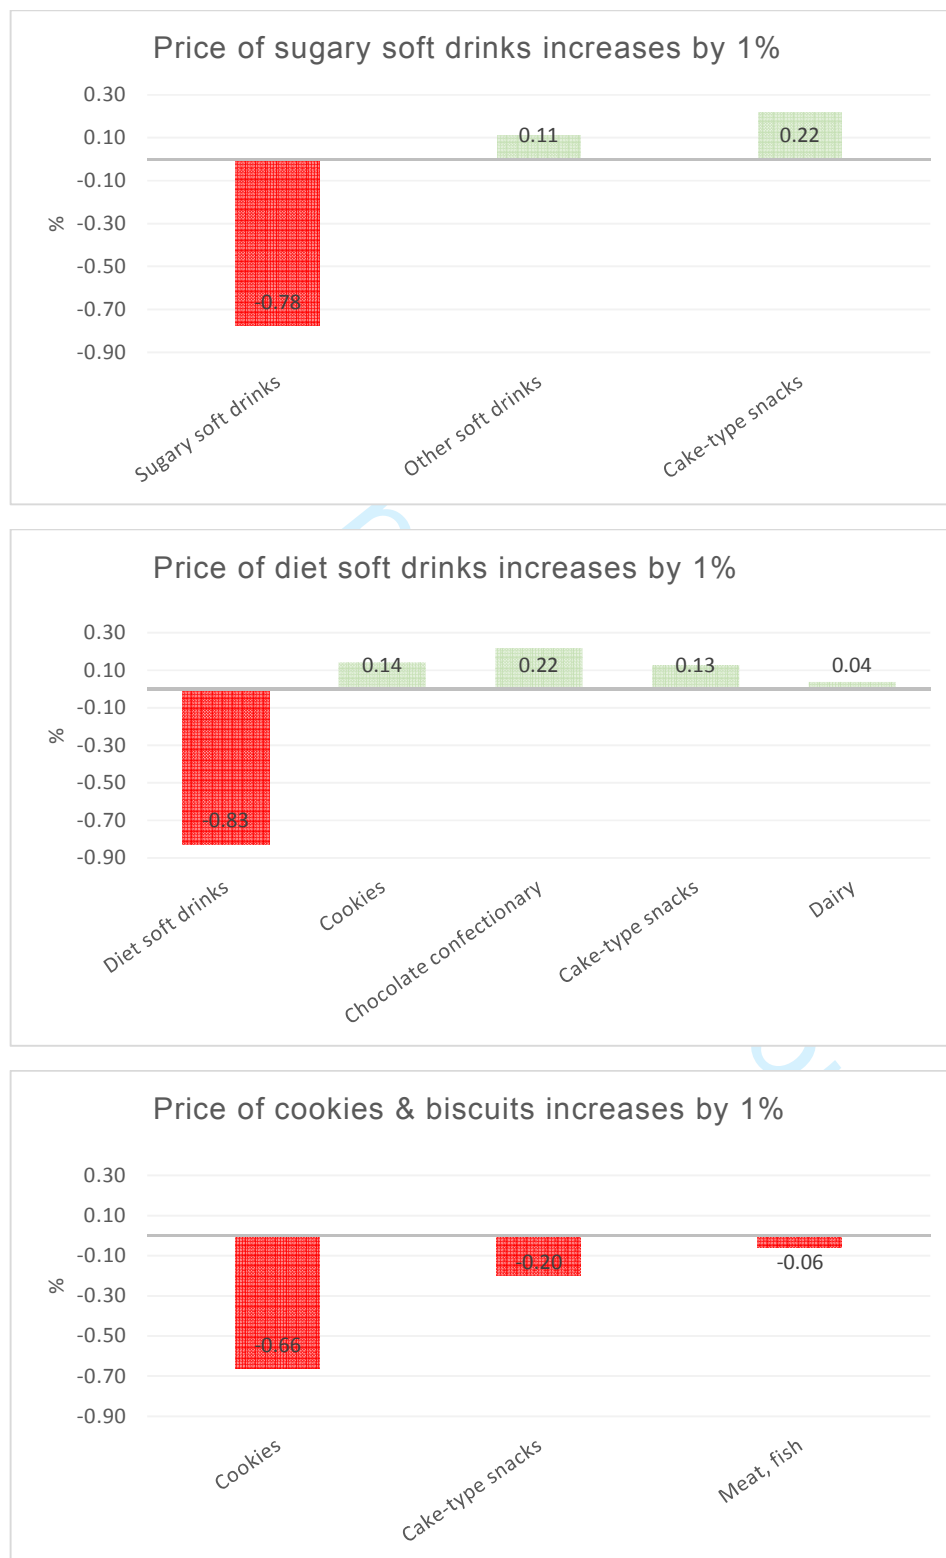 Price of sugary soft drinks increases by 1%
0.30
0.10
-0.10
-0.30
-0.50
-0.70
-0.90
%
0.11
0.22
-0.78
Sugary soft drinks
Other soft drinks
Cake-type snacks
Price of diet soft drinks increases by 1%
0.30
0.10
-0.10
-0.30
-0.50
-0.70
-0.90
%
0.14
0.22
0.13
0.04
-0.83
Diet soft drinks
Cookies
Chocolate confectionary
Cake-type snacks
Dairy
Price of cookies & biscuits increases by 1%
0.30
0.10
-0.10
-0.30
-0.50
-0.70
-0.90
%
-0.66
-0.20
-0.06
Cookies
Cake-type snacks
Meat, fish